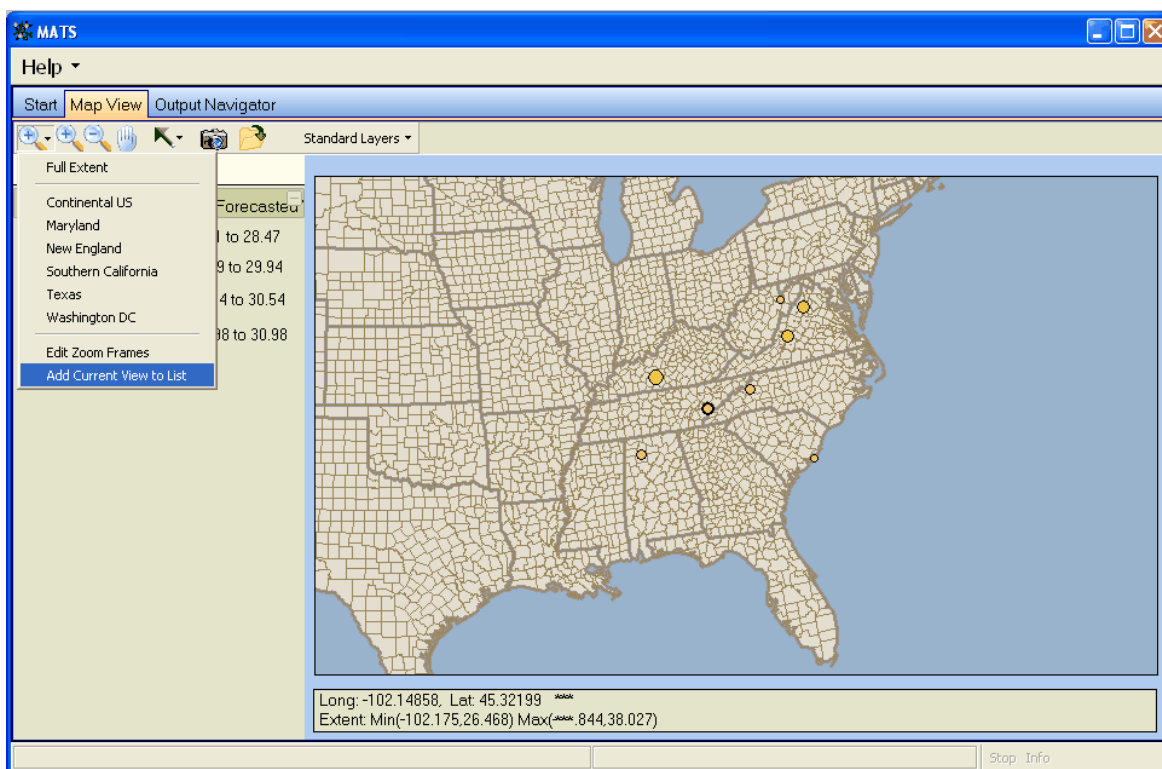 MATS
Help
Start Map View Output Navigator
Standard Layers
Full Extent
Continental US
Maryland
New England
Southern California
Texas
Washington DC
Edit Zoom Frames
Add Current View to List
Forecasted
to 28.47
9 to 29.94
4 to 30.54
98 to 30.98
Long: -102.14858, Lat: 45.32199 ****
Extent: Min(-102.175,26.468) Max(****.844,38.027)
Stop Info